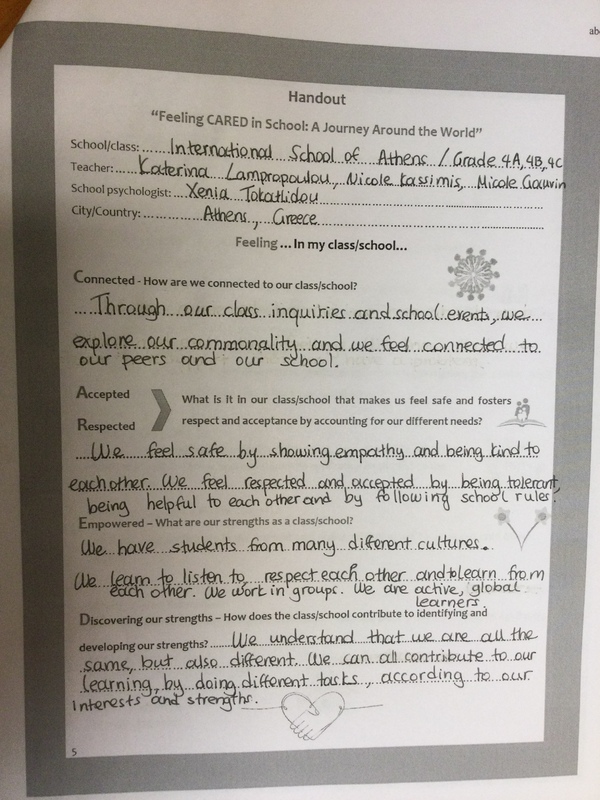 abo
Handout
"Feeling CARED in School: A Journey Around the World"
School/class: ...... International School of Athens / Grade 4A, 4B, 4C
Teacher: ...... Katerina Lampropoulou, Nicole Kassimis, Nicole Gauvin
School psychologist: ... Xenia Tokatlidou
City/Country: ............... Athens, Greece
Feeling ... In my class/school...
Connected - How are we connected to our class/school?
Through our class inquiries and school events, we
explore our commonality and we feel connected to
our peers and our school.
Accepted
Respected
What is it in our class/school that makes us feel safe and fosters
respect and acceptance by accounting for our different needs?
We feel safe by showing empathy and being kind to
each other. We feel respected and accepted by being tolerant,
being helpful to each other and by following school rules.
Empowered – What are our strengths as a class/school?
We have students from many different cultures.
We learn to listen to, respect each other and to learn from
each other. We work in groups. We are active, global
learners.
Discovering our strengths – How does the class/school contribute to identifying and
developing our strengths? ...... We understand that we are all the
same, but also different. We can all contribute to our
learning, by doing different tasks, according to our
interests and strengths.
5